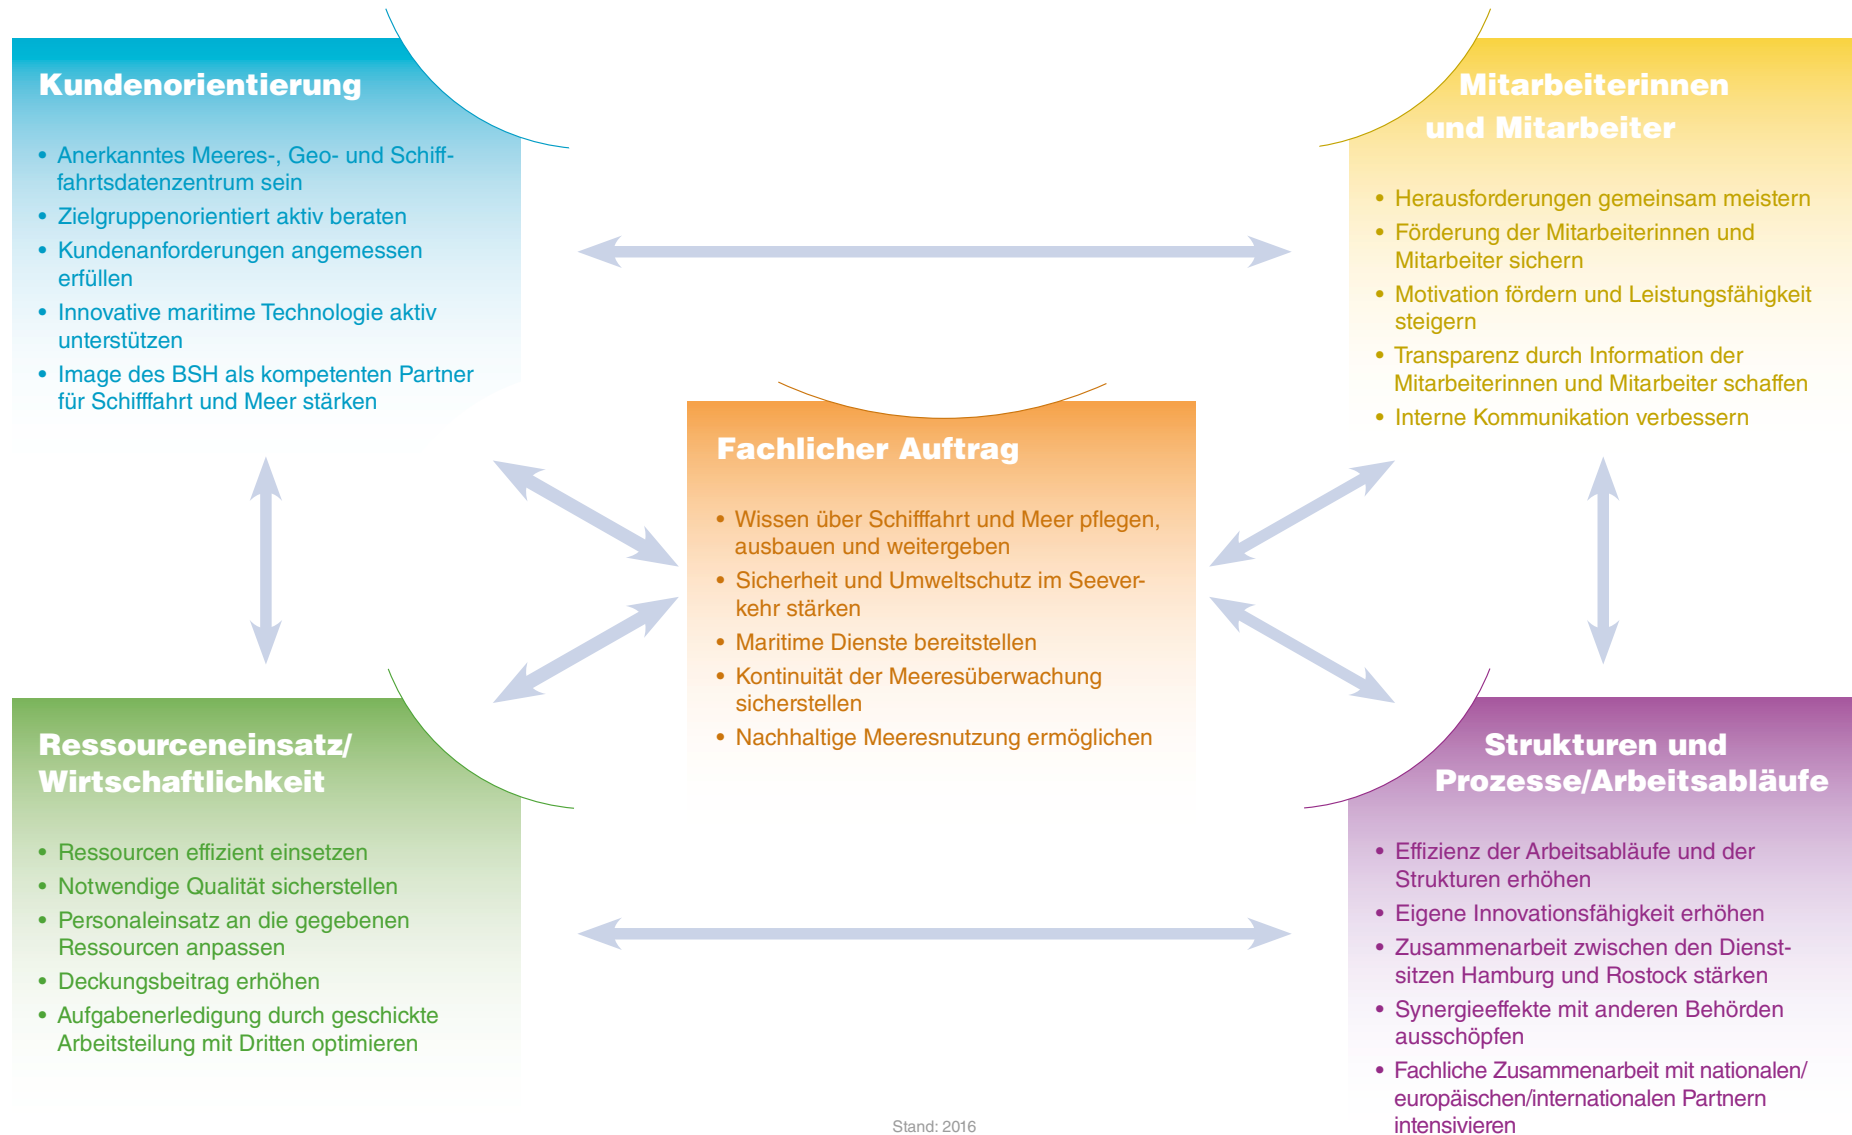 Kundenorientierung
• Anerkanntes Meeres-, Geo- und Schiff-
fahrtsdatenzentrum sein
• Zielgruppenorientiert aktiv beraten
• Kundenanforderungen angemessen
erfüllen
• Innovative maritime Technologie aktiv
unterstützen
• Image des BSH als kompetenten Partner
für Schifffahrt und Meer stärken
Mitarbeiterinnen
und Mitarbeiter
• Herausforderungen gemeinsam meistern
• Förderung der Mitarbeiterinnen und
Mitarbeiter sichern
• Motivation fördern und Leistungsfähigkeit
steigern
• Transparenz durch Information der
Mitarbeiterinnen und Mitarbeiter schaffen
• Interne Kommunikation verbessern
Fachlicher Auftrag
• Wissen über Schifffahrt und Meer pflegen,
ausbauen und weitergeben
• Sicherheit und Umweltschutz im Seever-
kehr stärken
• Maritime Dienste bereitstellen
• Kontinuität der Meeresüberwachung
sicherstellen
• Nachhaltige Meeresnutzung ermöglichen
Ressourceneinsatz/
Wirtschaftlichkeit
• Ressourcen effizient einsetzen
• Notwendige Qualität sicherstellen
• Personaleinsatz an die gegebenen
Ressourcen anpassen
• Deckungsbeitrag erhöhen
• Aufgabenerledigung durch geschickte
Arbeitsteilung mit Dritten optimieren
Strukturen und
Prozesse/Arbeitsabläufe
• Effizienz der Arbeitsabläufe und der
Strukturen erhöhen
• Eigene Innovationsfähigkeit erhöhen
• Zusammenarbeit zwischen den Dienst-
sitzen Hamburg und Rostock stärken
• Synergieeffekte mit anderen Behörden
ausschöpfen
• Fachliche Zusammenarbeit mit nationalen/
europäischen/internationalen Partnern
intensivieren
Stand: 2016